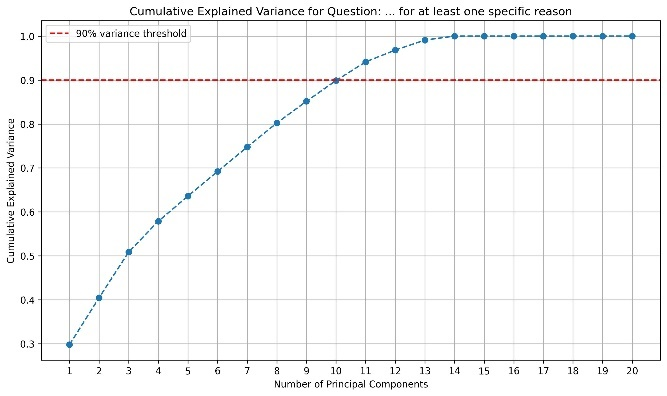 Cumulative Explained Variance for Question: ... for at least one specific reason
90% variance threshold
1.0
0.9
0.8
0.7
0.6
0.5
0.4
0.3
Cumulative Explained Variance
1 2 3 4 5 6 7 8 9 10 11 12 13 14 15 16 17 18 19 20
Number of Principal Components